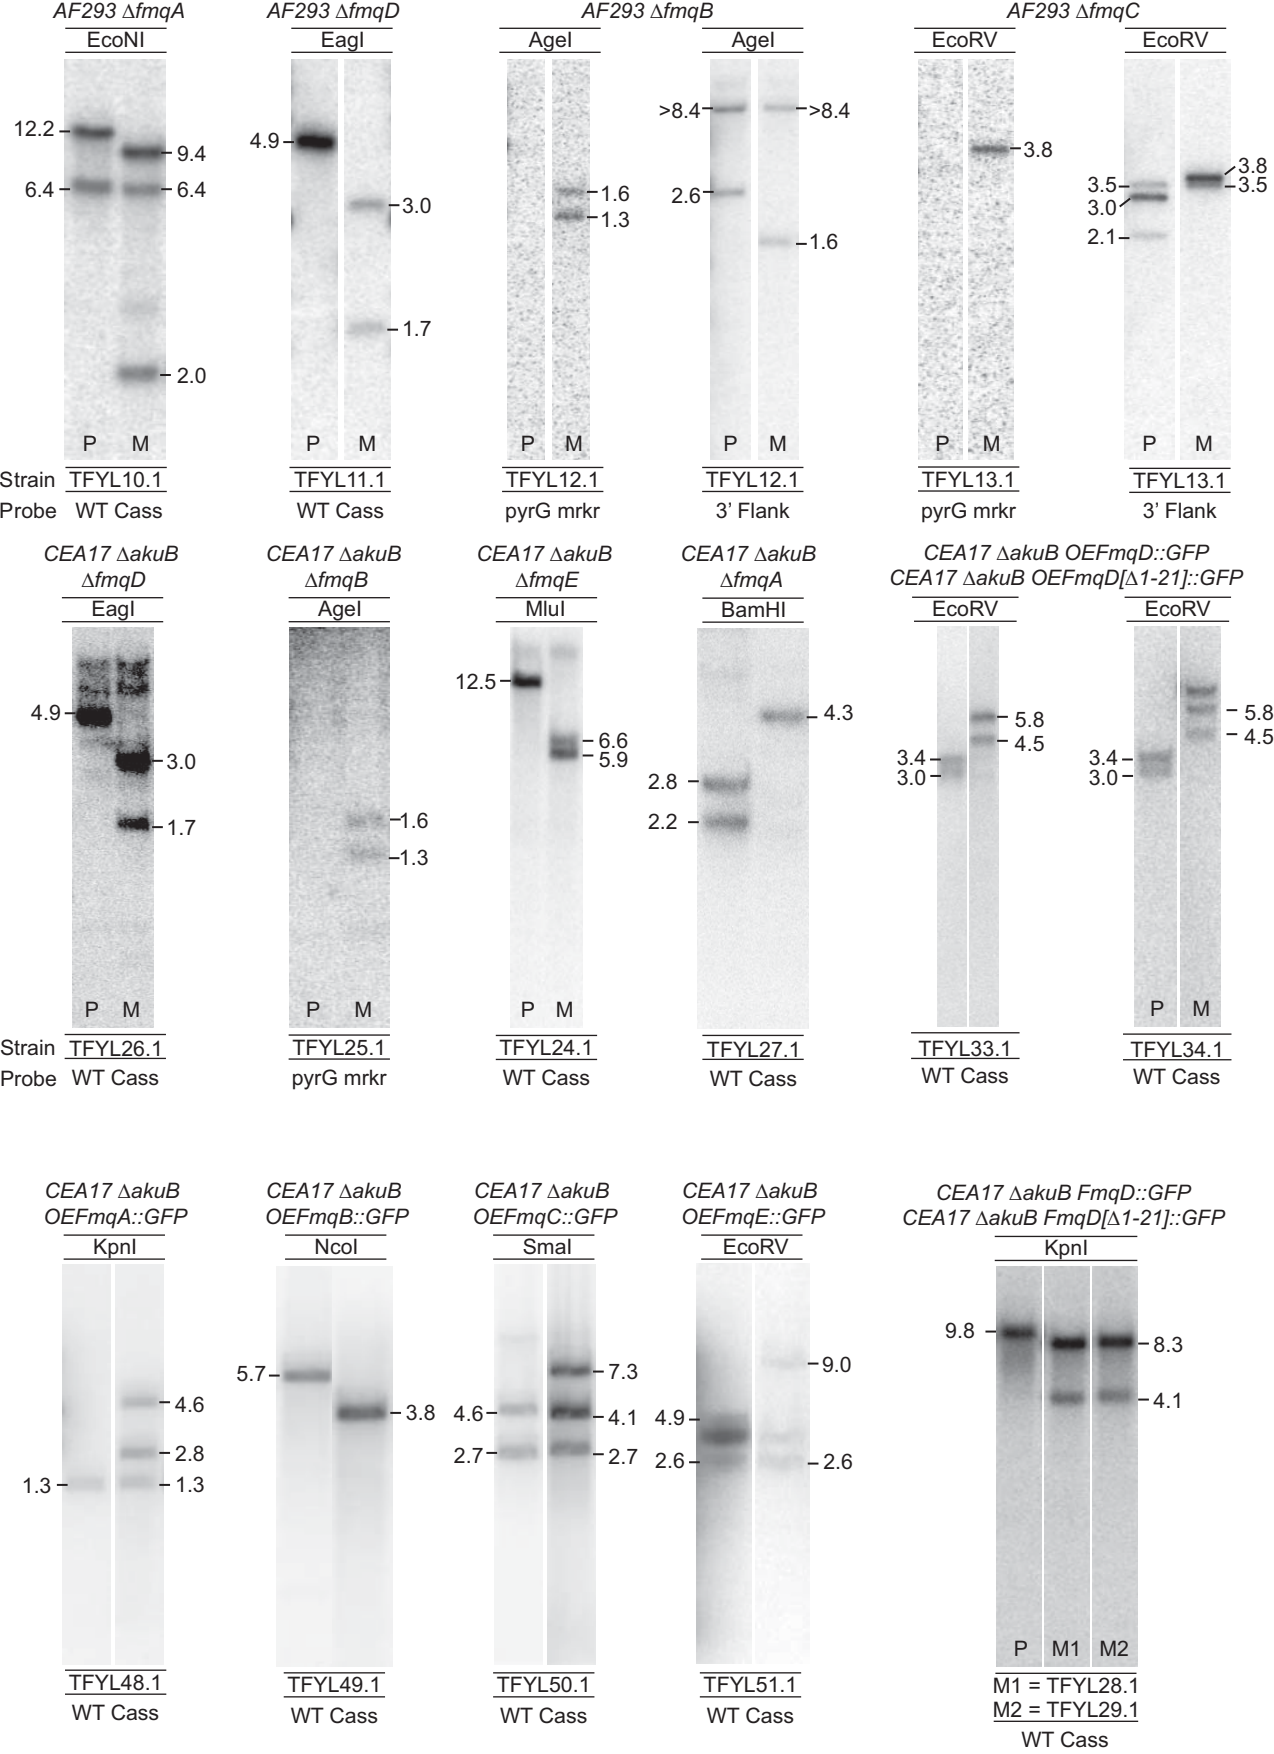 AF293 ΔfmqA
AF293 ΔfmqD
AF293 ΔfmqB
AF293 ΔfmqC
EcoNI
EagI
AgeI
AgeI
EcoRV
EcoRV
12.2
9.4
6.4
6.4
2.0
P M
4.9
3.0
1.7
P M
1.6
1.3
P M
>8.4
>8.4
2.6
1.6
P M
3.8
P M
3.8
3.5
3.5
3.0
2.1
P M
Strain TFYL10.1 TFYL11.1 TFYL12.1 TFYL12.1 TFYL13.1 TFYL13.1
Probe WT Cass WT Cass pyrG mrkr 3’ Flank pyrG mrkr 3’ Flank
CEA17 ΔakuB
ΔfmqD
CEA17 ΔakuB
ΔfmqB
CEA17 ΔakuB
ΔfmqE
CEA17 ΔakuB
ΔfmqA
CEA17 ΔakuB OEFmqD::GFP
CEA17 ΔakuB OEFmqD[Δ1-21]::GFP
EagI
AgeI
MluI
BamHI
EcoRV
EcoRV
4.9
3.0
1.7
P M
1.6
1.3
P M
12.5
6.6
5.9
P M
4.3
2.8
2.2
5.8
4.5
3.4
3.0
5.8
4.5
3.4
3.0
P M
Strain TFYL26.1 TFYL25.1 TFYL24.1 TFYL27.1 TFYL33.1 TFYL34.1
Probe WT Cass pyrG mrkr WT Cass WT Cass WT Cass WT Cass
CEA17 ΔakuB
OEFmqA::GFP
CEA17 ΔakuB
OEFmqB::GFP
CEA17 ΔakuB
OEFmqC::GFP
CEA17 ΔakuB
OEFmqE::GFP
CEA17 ΔakuB FmqD::GFP
CEA17 ΔakuB FmqD[Δ1-21]::GFP
KpnI
NcoI
SmaI
EcoRV
KpnI
4.6
2.8
1.3
1.3
5.7
3.8
7.3
4.6
4.1
2.7
2.7
9.0
4.9
2.6
2.6
9.8
8.3
4.1
P M1 M2
TFYL48.1
WT Cass
TFYL49.1
WT Cass
TFYL50.1
WT Cass
TFYL51.1
WT Cass
M1 = TFYL28.1
M2 = TFYL29.1
WT Cass